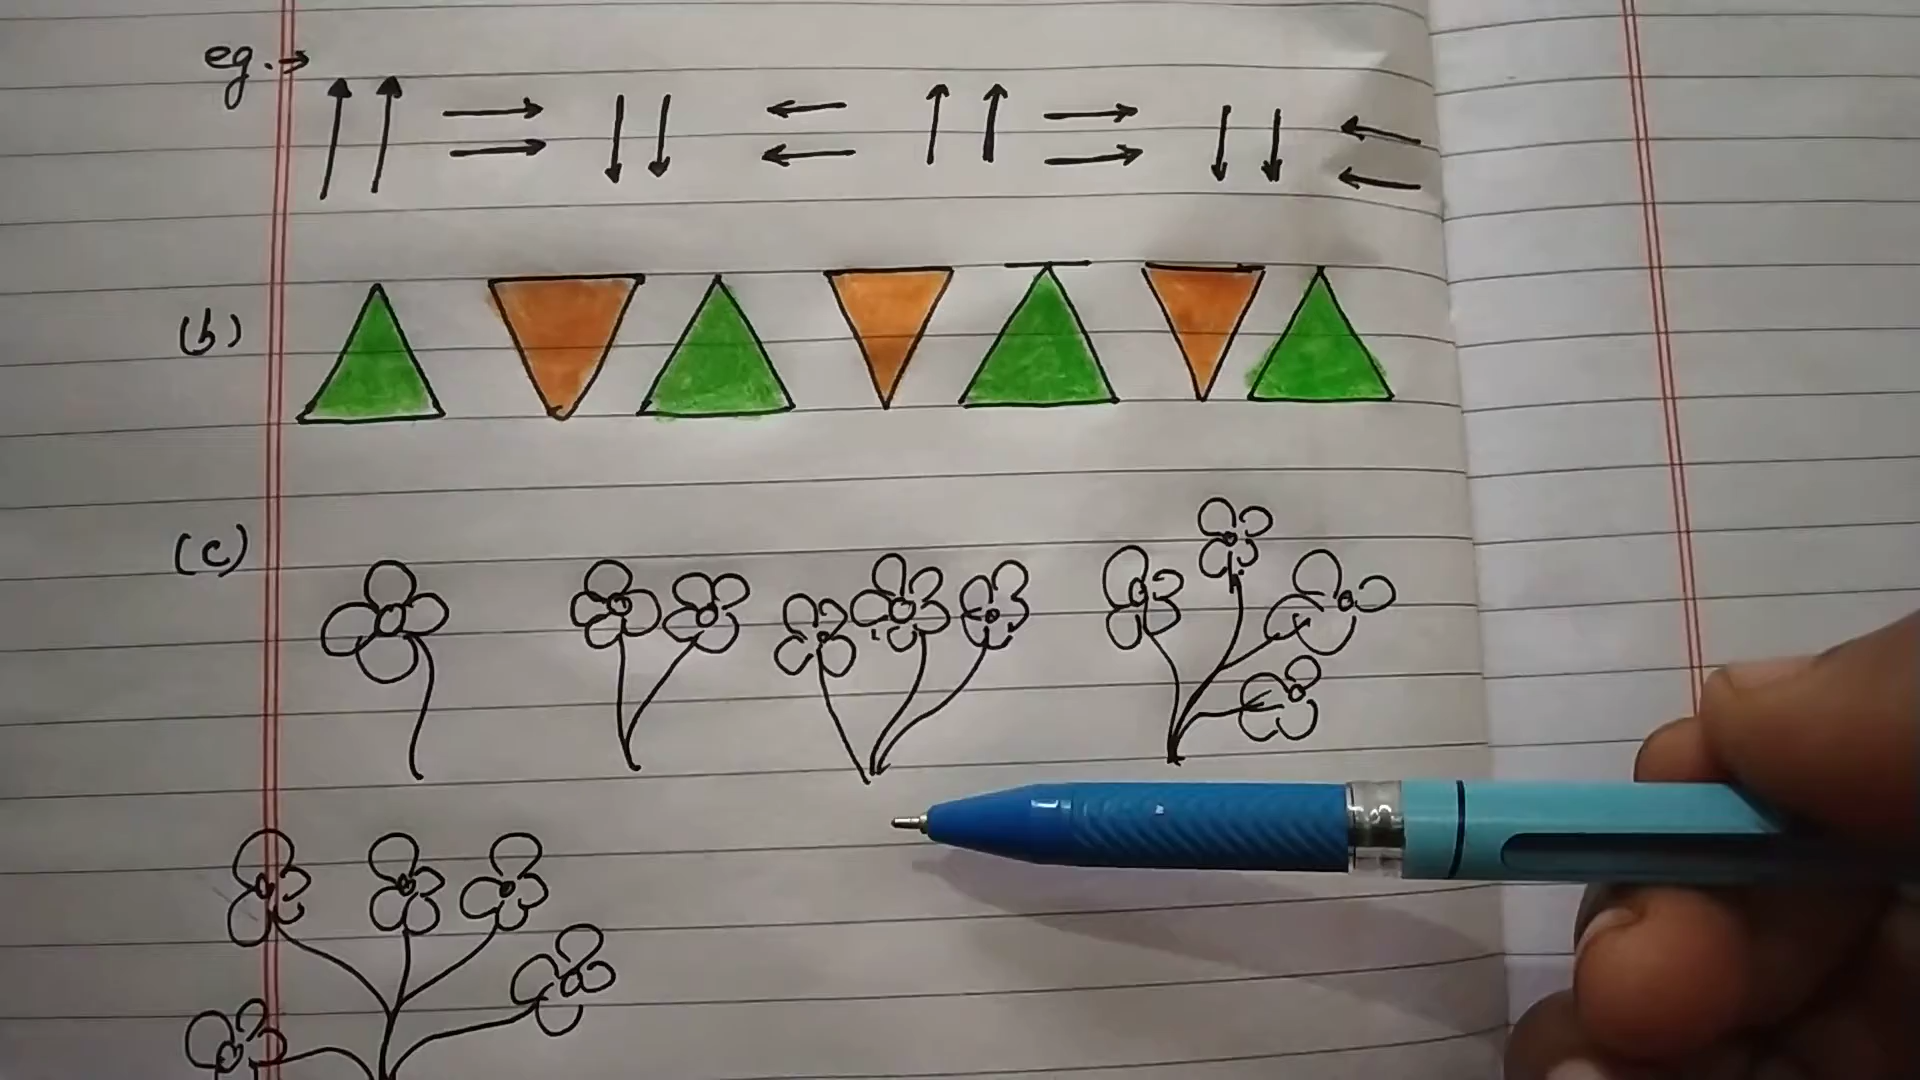 eg. →
(b)
(c)